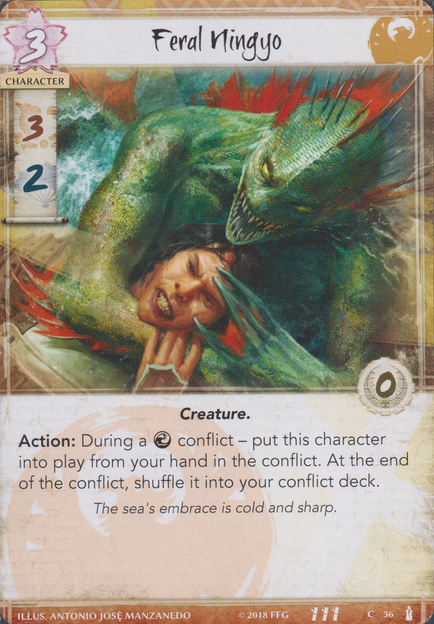 3
Feral Ningyo
CHARACTER
3
2
0
Creature.
Action: During a conflict – put this character
into play from your hand in the conflict. At the end
of the conflict, shuffle it into your conflict deck.
The sea's embrace is cold and sharp.
ILLUS. ANTONIO JOSÉ MANZANEDO © 2018 FFG C 36